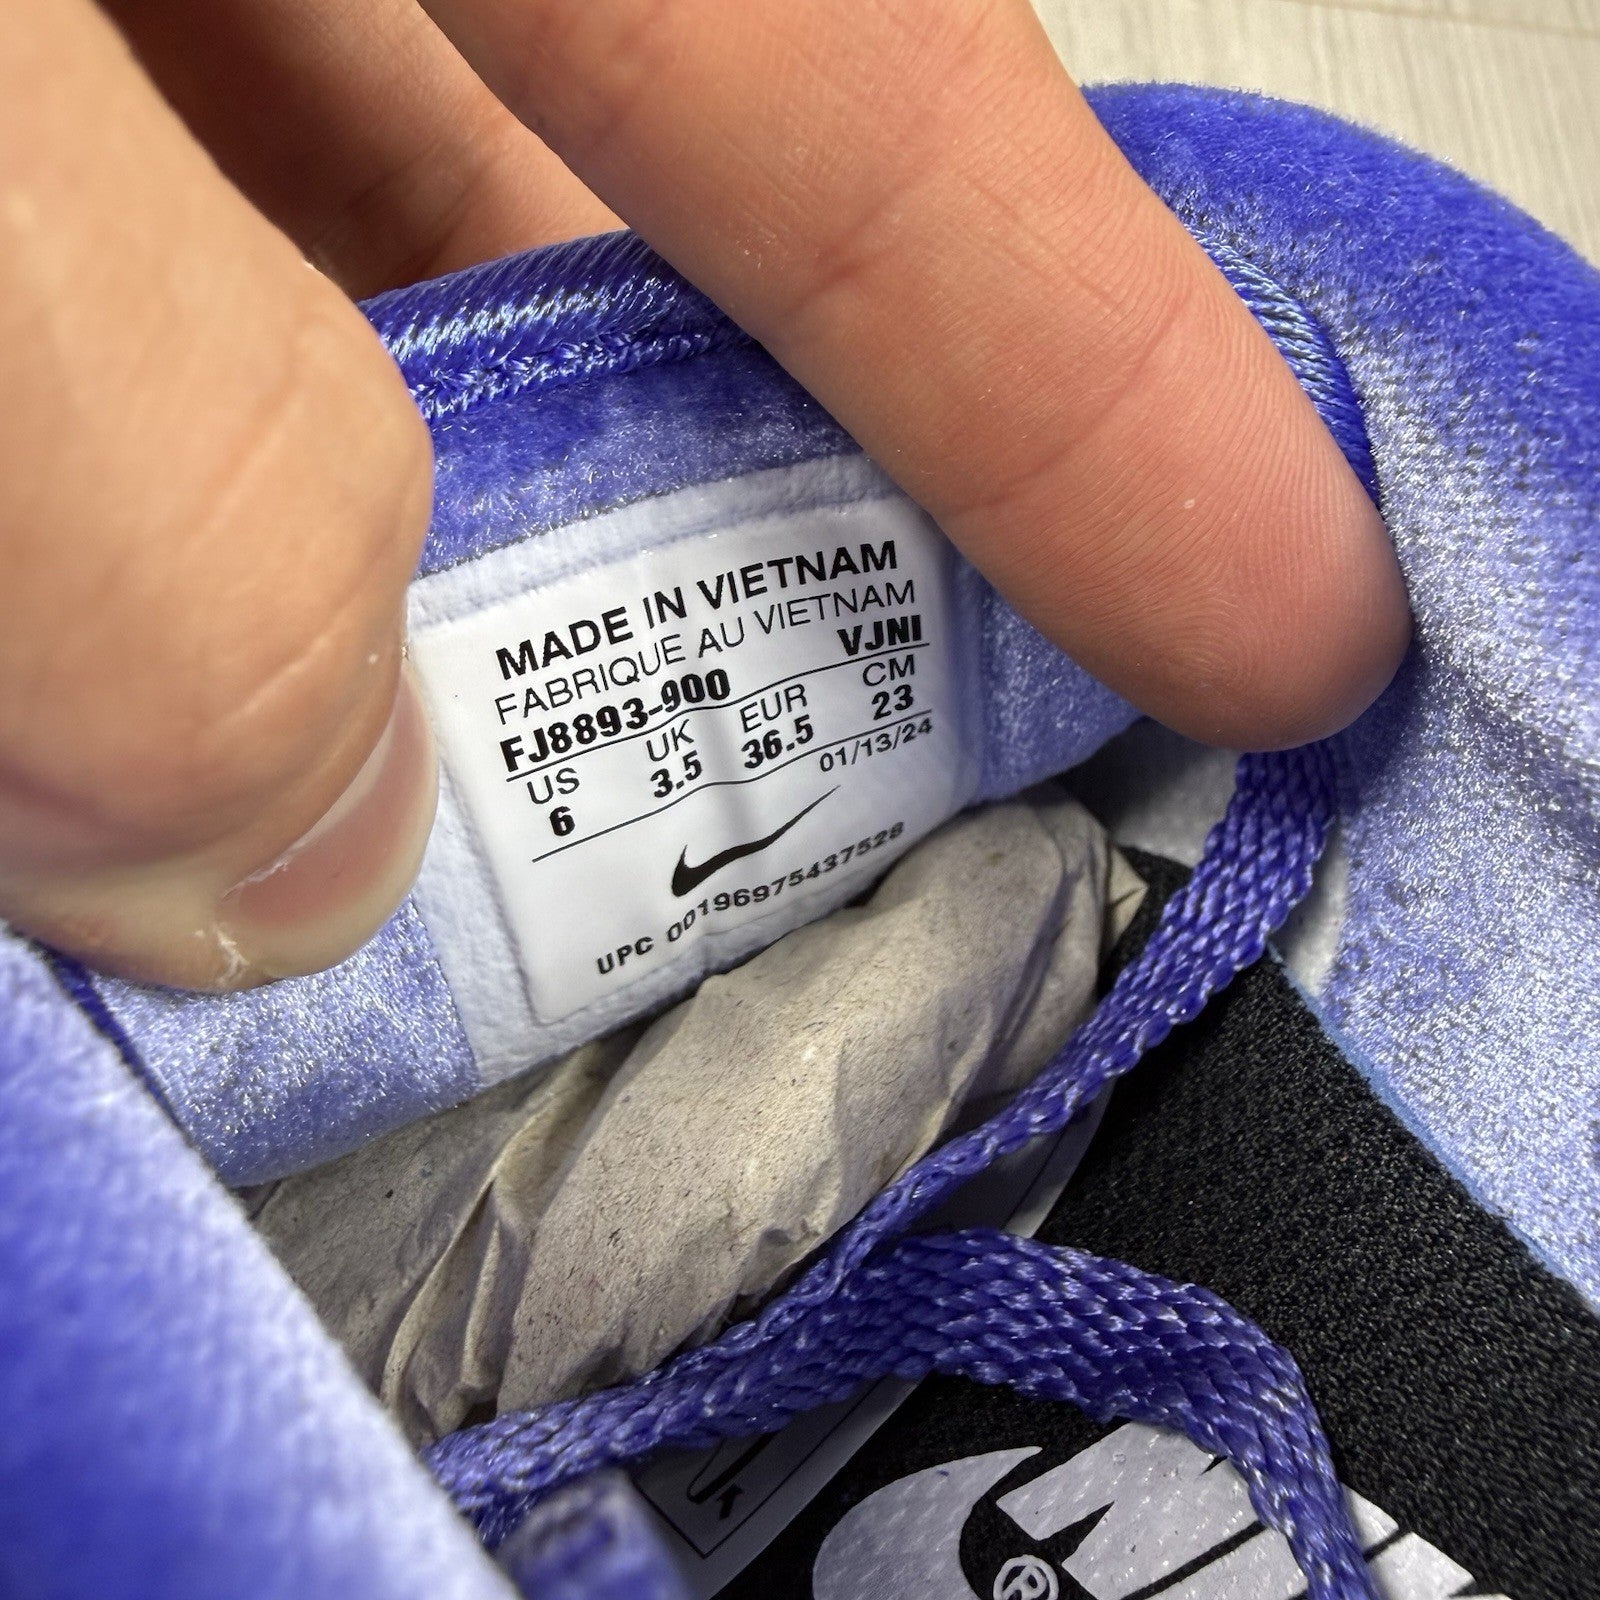 MADE IN VIETNAM
FABRIQUE AU VIETNAM
FJ8893-900 VJNI
US UK EUR CM
6 3.5 36.5 23
01/13/24
UPC 00196975437528
®